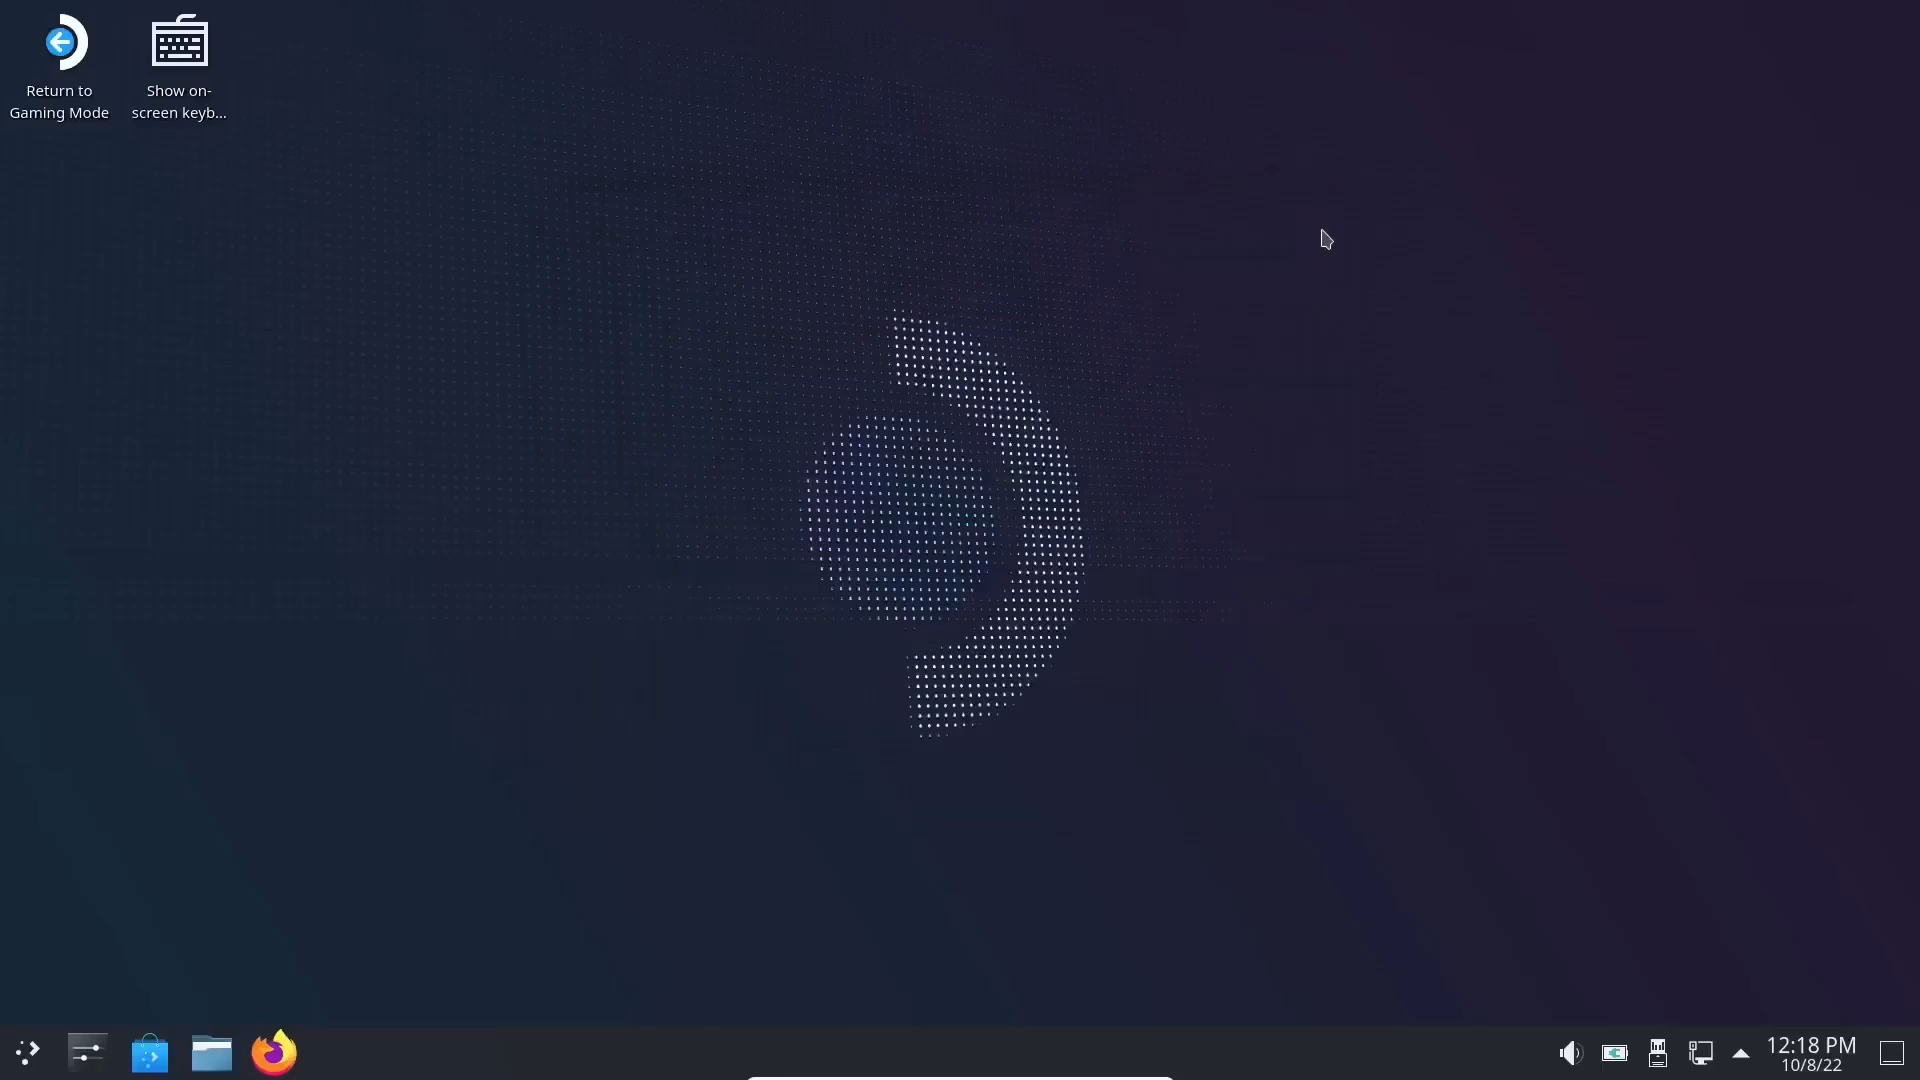 Return to
Gaming Mode
Show on-
screen keyb...
12:18 PM
10/8/22